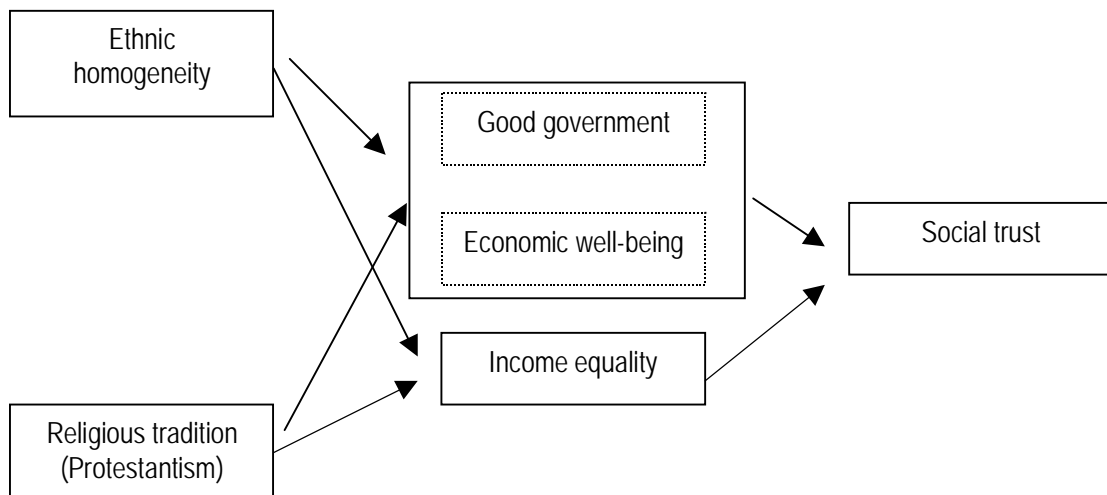 Ethnic
homogeneity
Good government
Economic well-being
Social trust
Income equality
Religious tradition
(Protestantism)